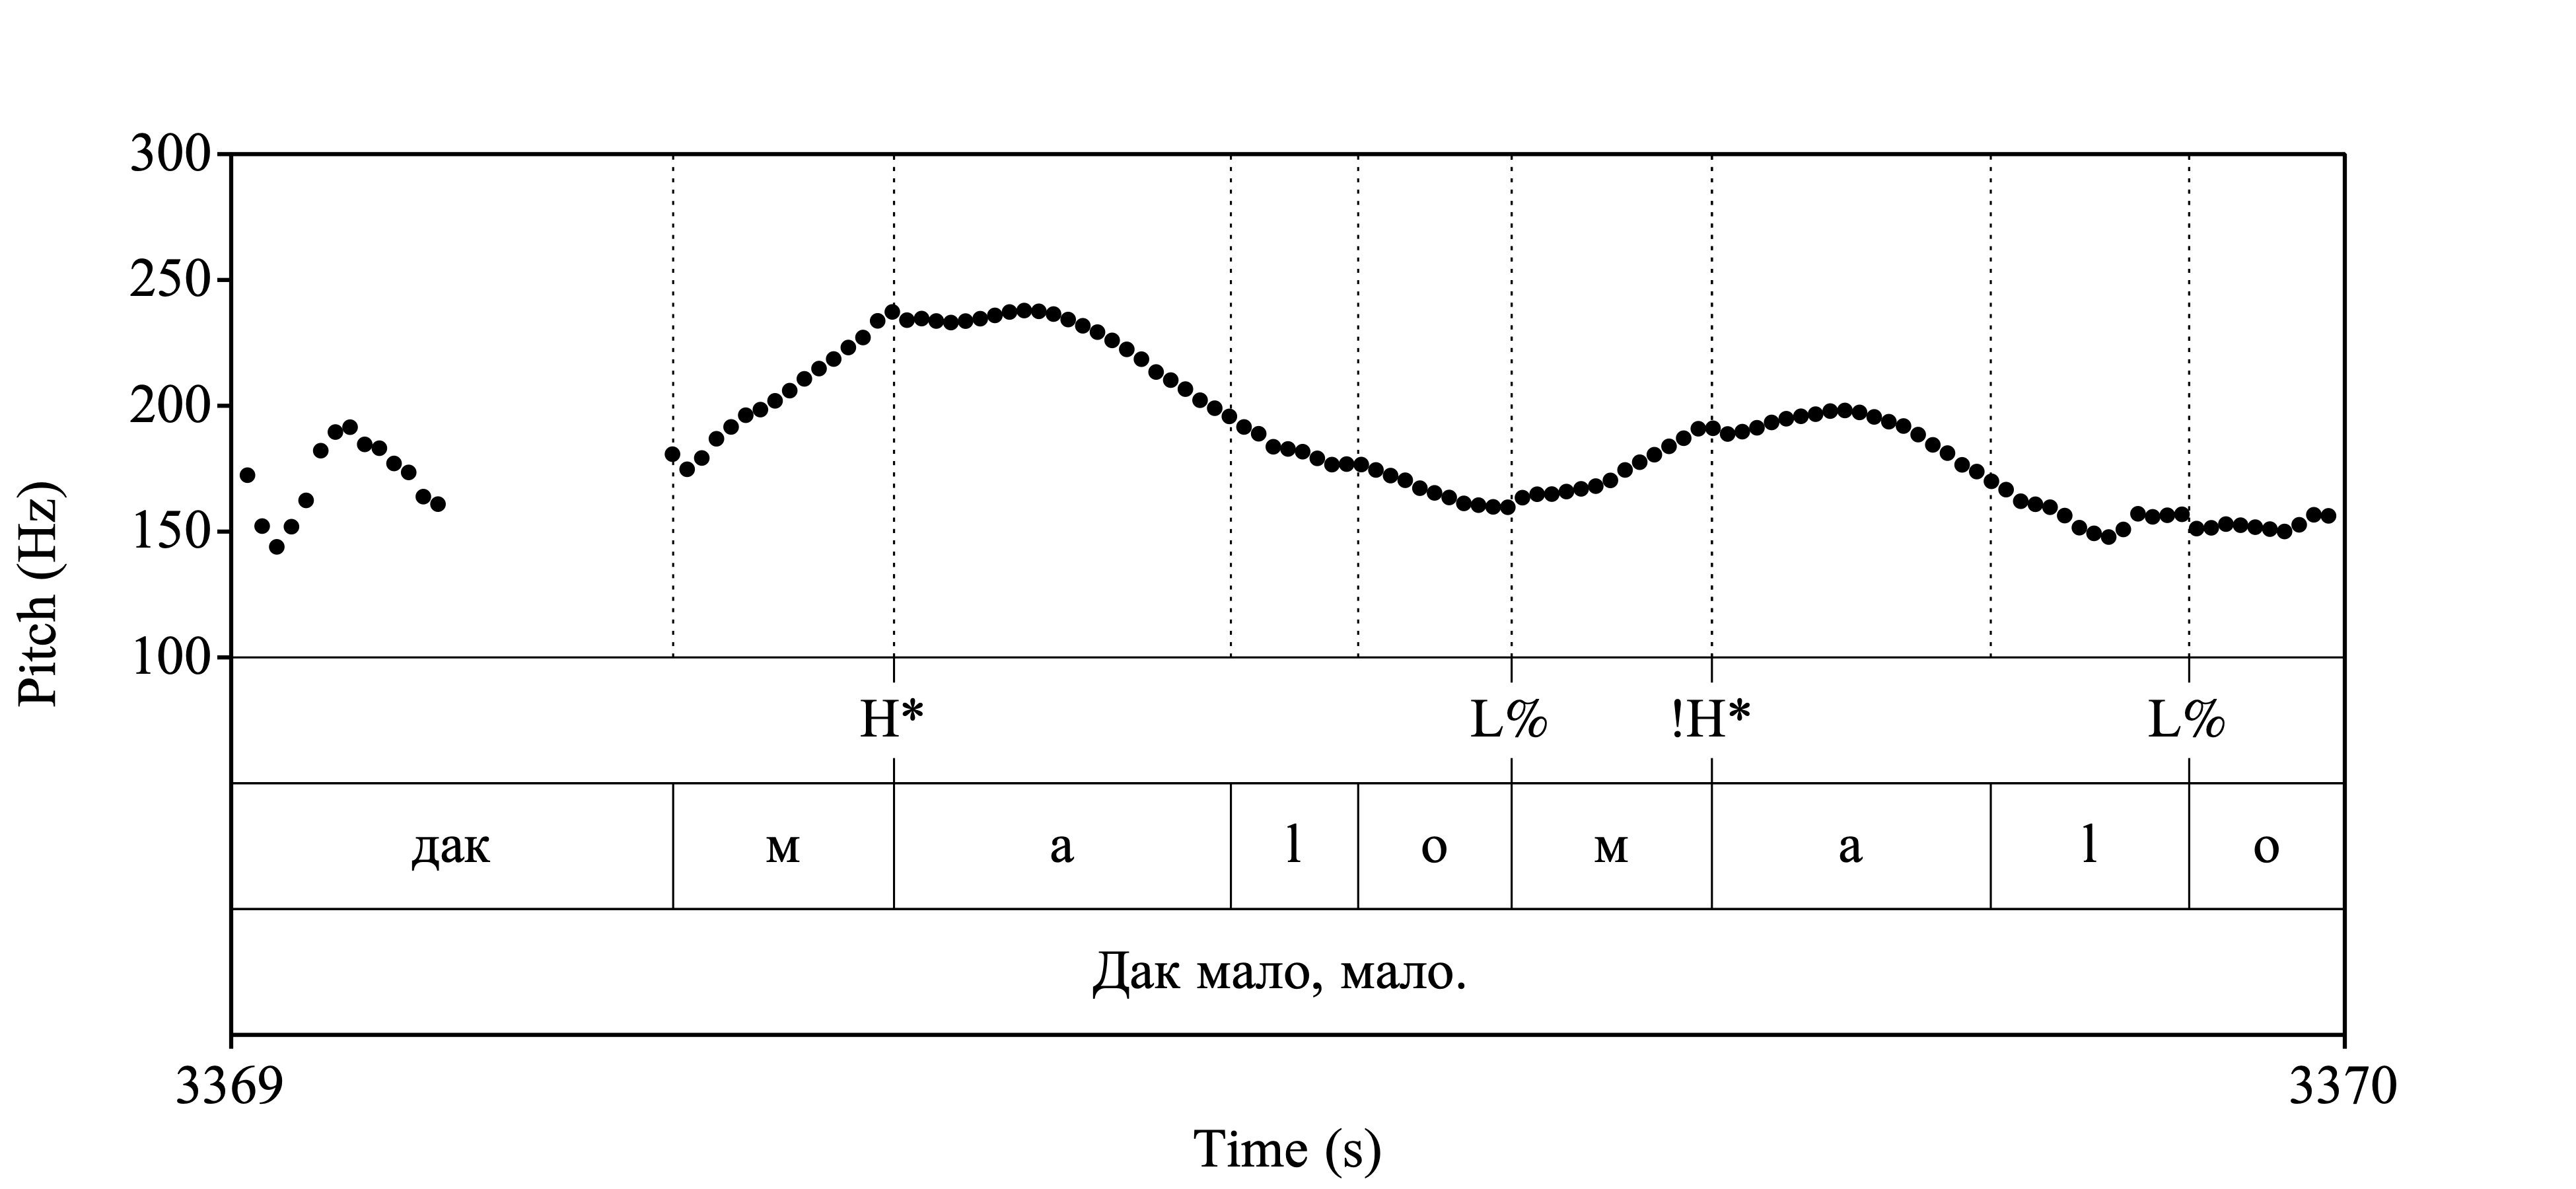 300
250
200
150
100
Pitch (Hz)
H* L% !H* L%
дак м а l о м а l о
Дак мало, мало.
3369 3370
Time (s)